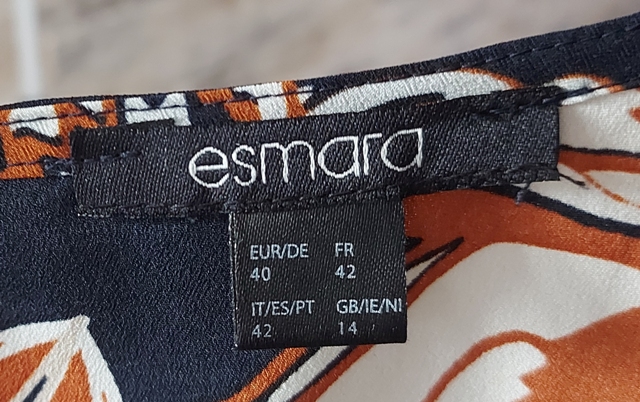 esmara
EUR/DE FR
40 42
IT/ES/PT GB/IE/NI
42 14